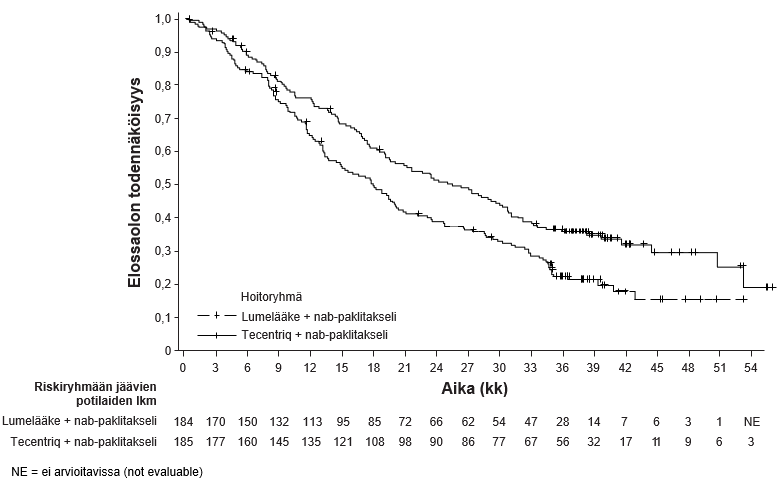 Elossaolon todennäköisyys
1,0
0,9
0,8
0,7
0,6
0,5
0,4
0,3
0,2
0,1
0
Hoitoryhmä
Lumelääke + nab-paklitakseli
Tecentriq + nab-paklitakseli
0 3 6 9 12 15 18 21 24 27 30 33 36 39 42 45 48 51 54
Aika (kk)
Riskiryhmään jäävien
potilaiden lkm
Lumelääke + nab-paklitakseli 184 170 150 132 113 95 85 72 66 62 54 47 28 14 7 6 3 1 NE
Tecentriq + nab-paklitakseli 185 177 160 145 135 121 108 98 90 86 77 67 56 32 17 11 9 6 3
NE = ei arvioitavissa (not evaluable)